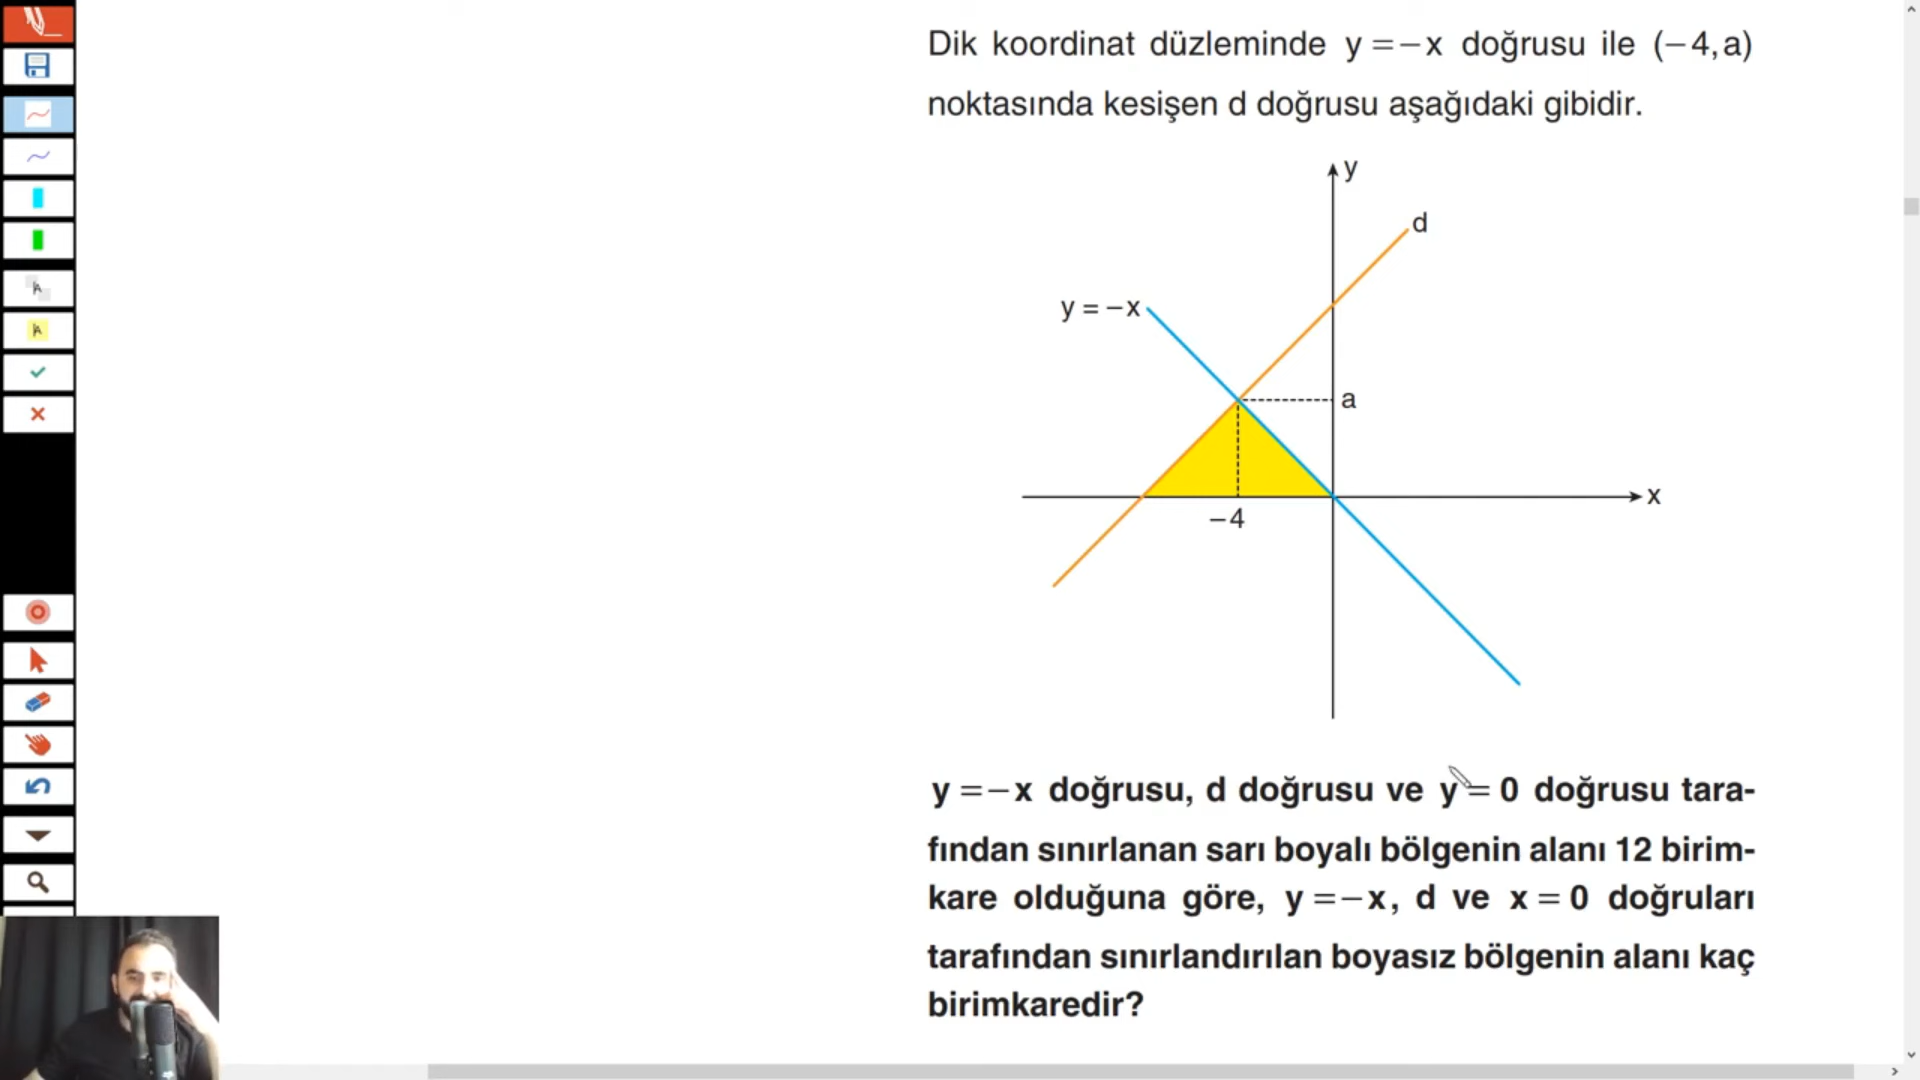 Dik koordinat düzleminde y = −x doğrusu ile (−4, a)
noktasında kesişen d doğrusu aşağıdaki gibidir.
y
d
y = −x
a
x
−4
y = −x doğrusu, d doğrusu ve y = 0 doğrusu tara-
fından sınırlanan sarı boyalı bölgenin alanı 12 birim-
kare olduğuna göre, y = −x, d ve x = 0 doğruları
tarafından sınırlandırılan boyasız bölgenin alanı kaç
birimkaredir?